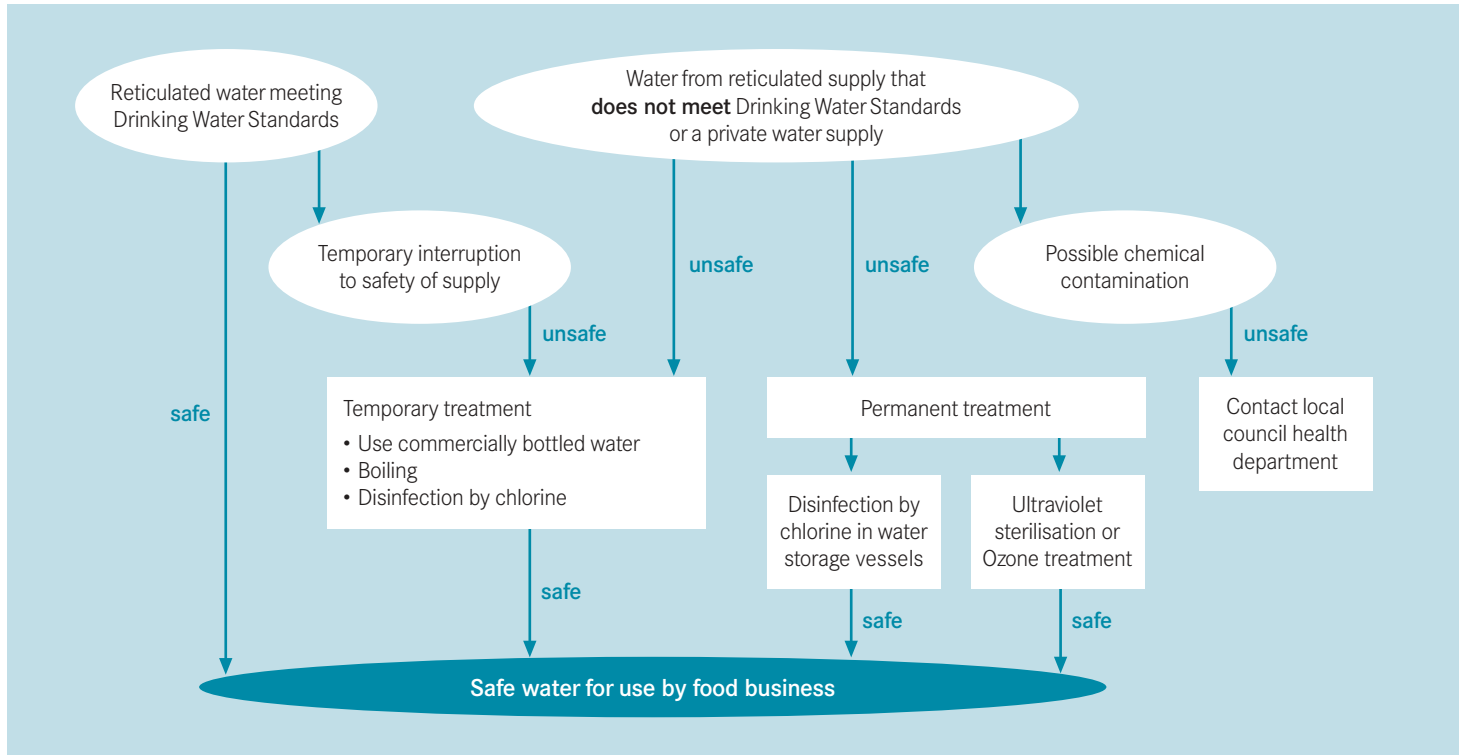 Reticulated water meeting
Drinking Water Standards
Water from reticulated supply that
does not meet Drinking Water Standards
or a private water supply
Temporary interruption
to safety of supply
unsafe
unsafe
Possible chemical
contamination
unsafe
unsafe
safe
Temporary treatment
• Use commercially bottled water
• Boiling
• Disinfection by chlorine
Permanent treatment
Contact local
council health
department
Disinfection by
chlorine in water
storage vessels
Ultraviolet
sterilisation or
Ozone treatment
safe
safe
safe
Safe water for use by food business